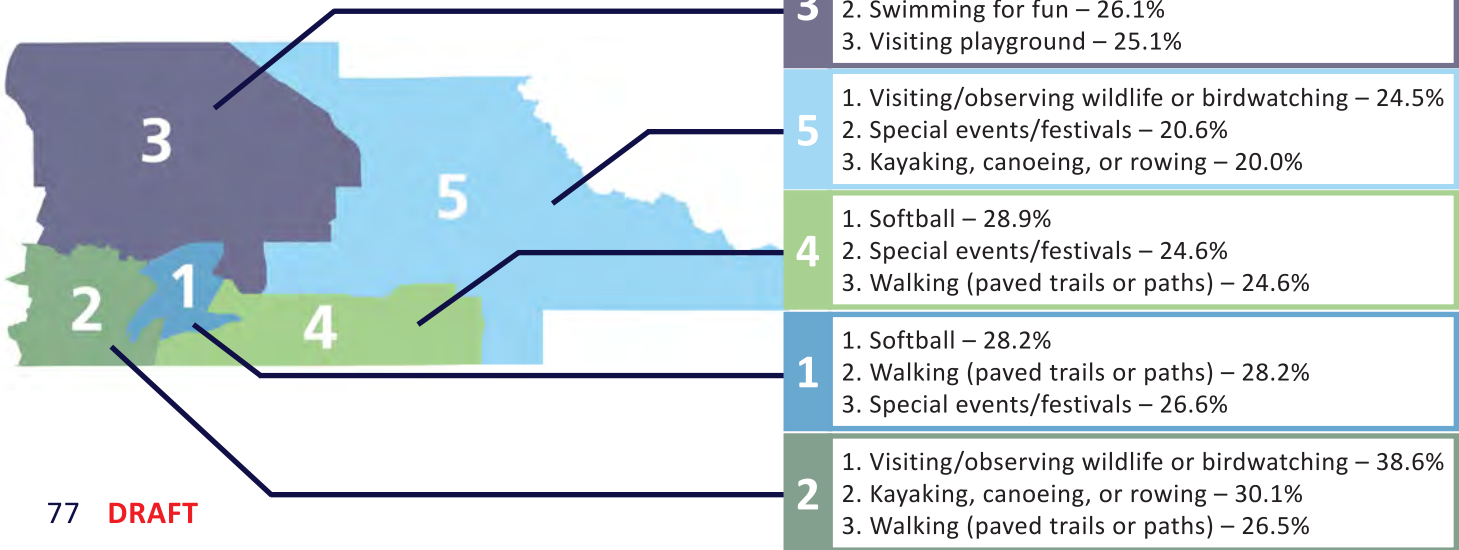 3
2. Swimming for fun – 26.1%
3. Visiting playground – 25.1%
5
1. Visiting/observing wildlife or birdwatching – 24.5%
2. Special events/festivals – 20.6%
3. Kayaking, canoeing, or rowing – 20.0%
4
1. Softball – 28.9%
2. Special events/festivals – 24.6%
3. Walking (paved trails or paths) – 24.6%
1
1. Softball – 28.2%
2. Walking (paved trails or paths) – 28.2%
3. Special events/festivals – 26.6%
2
1. Visiting/observing wildlife or birdwatching – 38.6%
2. Kayaking, canoeing, or rowing – 30.1%
3. Walking (paved trails or paths) – 26.5%
3
5
1
2
4
77 DRAFT